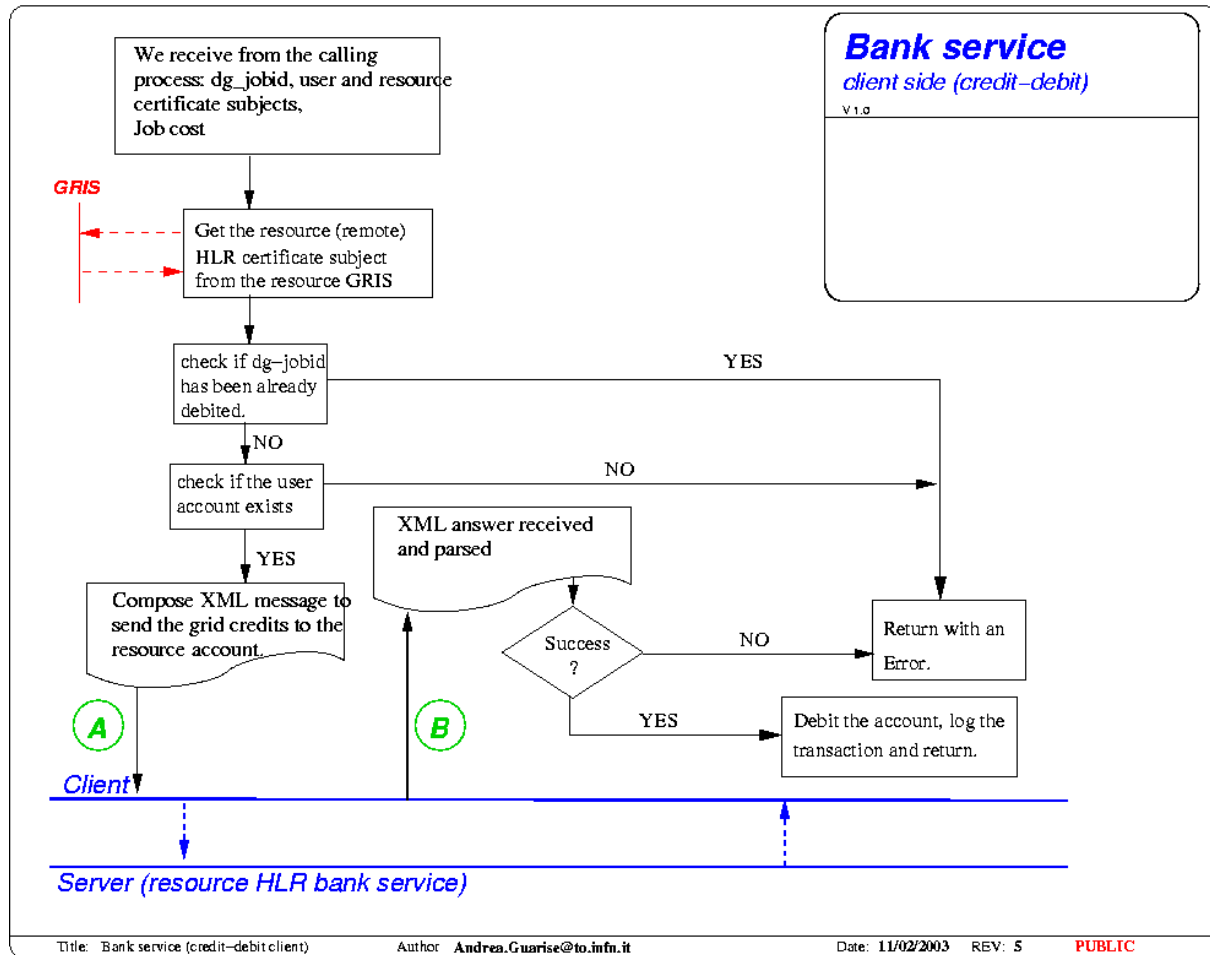 We receive from the calling
process: dg_jobid, user and resource
certificate subjects,
Job cost
Bank service
client side (credit–debit)
V 1.0
GRIS
Get the resource (remote)
HLR certificate subject
from the resource GRIS
check if dg–jobid
has been already
debited.
YES
NO
check if the user
account exists
NO
YES
XML answer received
and parsed
Compose XML message to
send the grid credits to the
resource account.
Success
?
NO
Return with an
Error.
YES
Debit the account, log the
transaction and return.
A
B
Client
Server (resource HLR bank service)
Title: Bank service (credit–debit client) Author Andrea.Guarise@to.infn.it Date: 11/02/2003 REV: 5 PUBLIC